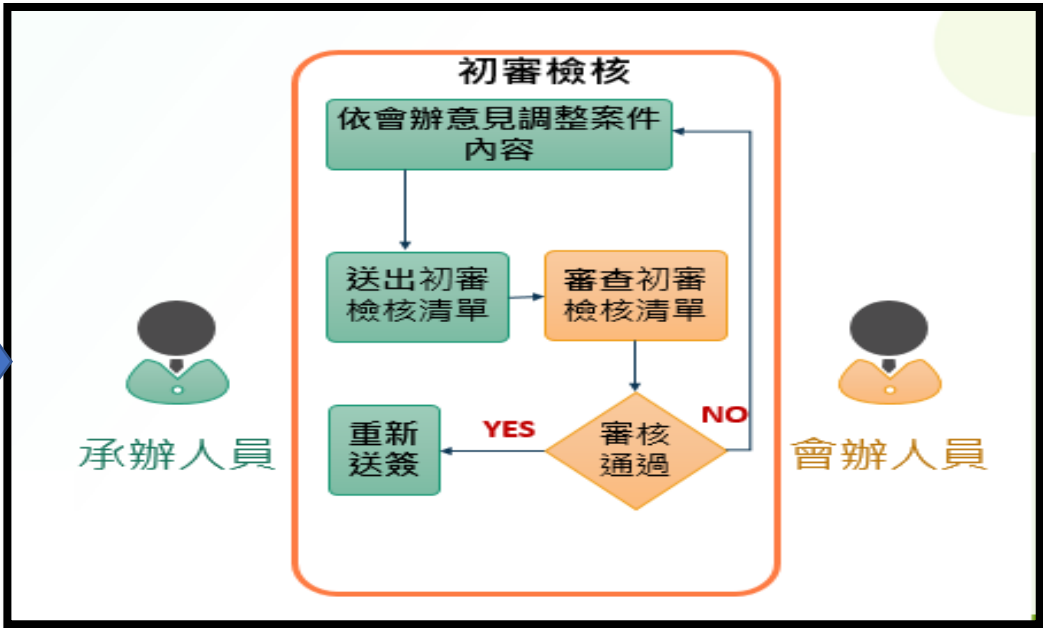 初審檢核
依會辦意見調整案件
內容
送出初審
檢核清單
審查初審
檢核清單
重新
送簽
YES
審核
通過
NO
承辦人員
會辦人員